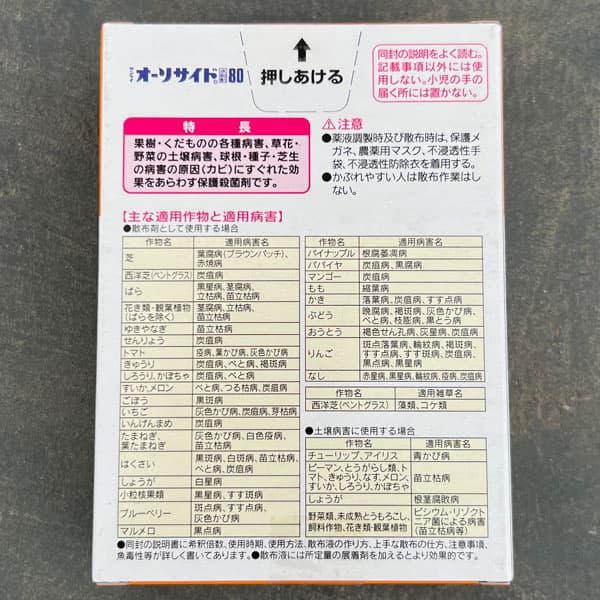 サンケイ オーソサイド 水和剤 80
押しあける
同封の説明をよく読む。
記載事項以外には使用
しない。小児の手の
届く所には置かない。
特長
果樹・くだものの各種病害、草花・
野菜の土壌病害、球根・種子・芝生
の病害の原因(カビ)にすぐれた効
果をあらわす保護殺菌剤です。
⚠注意
●薬液調製時及び散布時は、保護メ
ガネ、農薬用マスク、不浸透性手
袋、不浸透性防除衣を着用する。
●かぶれやすい人は散布作業はし
ない。
【主な適用作物と適用病害】
●散布剤として使用する場合
作物名 適用病害名
芝 葉腐病(ブラウンパッチ)、
赤焼病
西洋芝(ベントグラス) 炭疽病
ばら 黒星病、茎腐病、
立枯病、苗立枯病
花き類・観葉植物
(ばらを除く) 茎腐病、立枯病、
苗立枯病
ゆきやなぎ 苗立枯病
せんりょう 炭疽病
トマト 疫病、葉かび病、灰色かび病
きゅうり 炭疽病、べと病、褐斑病
しろうり、かぼちゃ 炭疽病、べと病
すいか、メロン べと病、つる枯病、炭疽病
ごぼう 黒斑病
いちご 灰色かび病、炭疽病、芽枯病
いんげんまめ 炭疽病
たまねぎ、
葉たまねぎ 灰色かび病、白色疫病、
苗立枯病
はくさい 黒斑病、白斑病、苗立枯病、
べと病、炭疽病
しょうが 白星病
小粒核果類 黒星病、すす斑病
ブルーベリー 斑点病、すす点病、
灰色かび病
マルメロ 黒点病
作物名 適用病害名
パイナップル 根腐萎凋病
パパイヤ 炭疽病、黒腐病
マンゴー 炭疽病
もも 縮葉病
かき 落葉病、炭疽病、すす点病
ぶどう 晩腐病、褐斑病、灰色かび病、
べと病、枝膨病、黒とう病
おうとう 褐色せん孔病、灰星病、炭疽病
りんご 斑点落葉病、輪紋病、褐斑病、
すす点病、すす斑病、炭疽病、
黒点病、黒星病
なし 赤星病、黒星病、輪紋病、疫病、炭疽病
作物名 適用雑草名
西洋芝(ベントグラス) 藻類、コケ類
●土壌病害に使用する場合
作物名 適用病害名
チューリップ、アイリス 青かび病
ピーマン、とうがらし類、ト
マト、きゅうり、なす、メロン、
すいか、しろうり、かぼちゃ 苗立枯病
しょうが 根茎腐敗病
野菜類、未成熟とうもろこし、
飼料作物、花き類・観葉植物 ピシウム・リゾクト
ニア菌による病害
(苗立枯病等)
●同封の説明書に希釈倍数、使用時期、使用方法、散布液の作り方、上手な散布の仕方、注意事項、
魚毒性等が詳しく書いてあります。●散布液には所定量の展着剤を加えるとより効果的です。